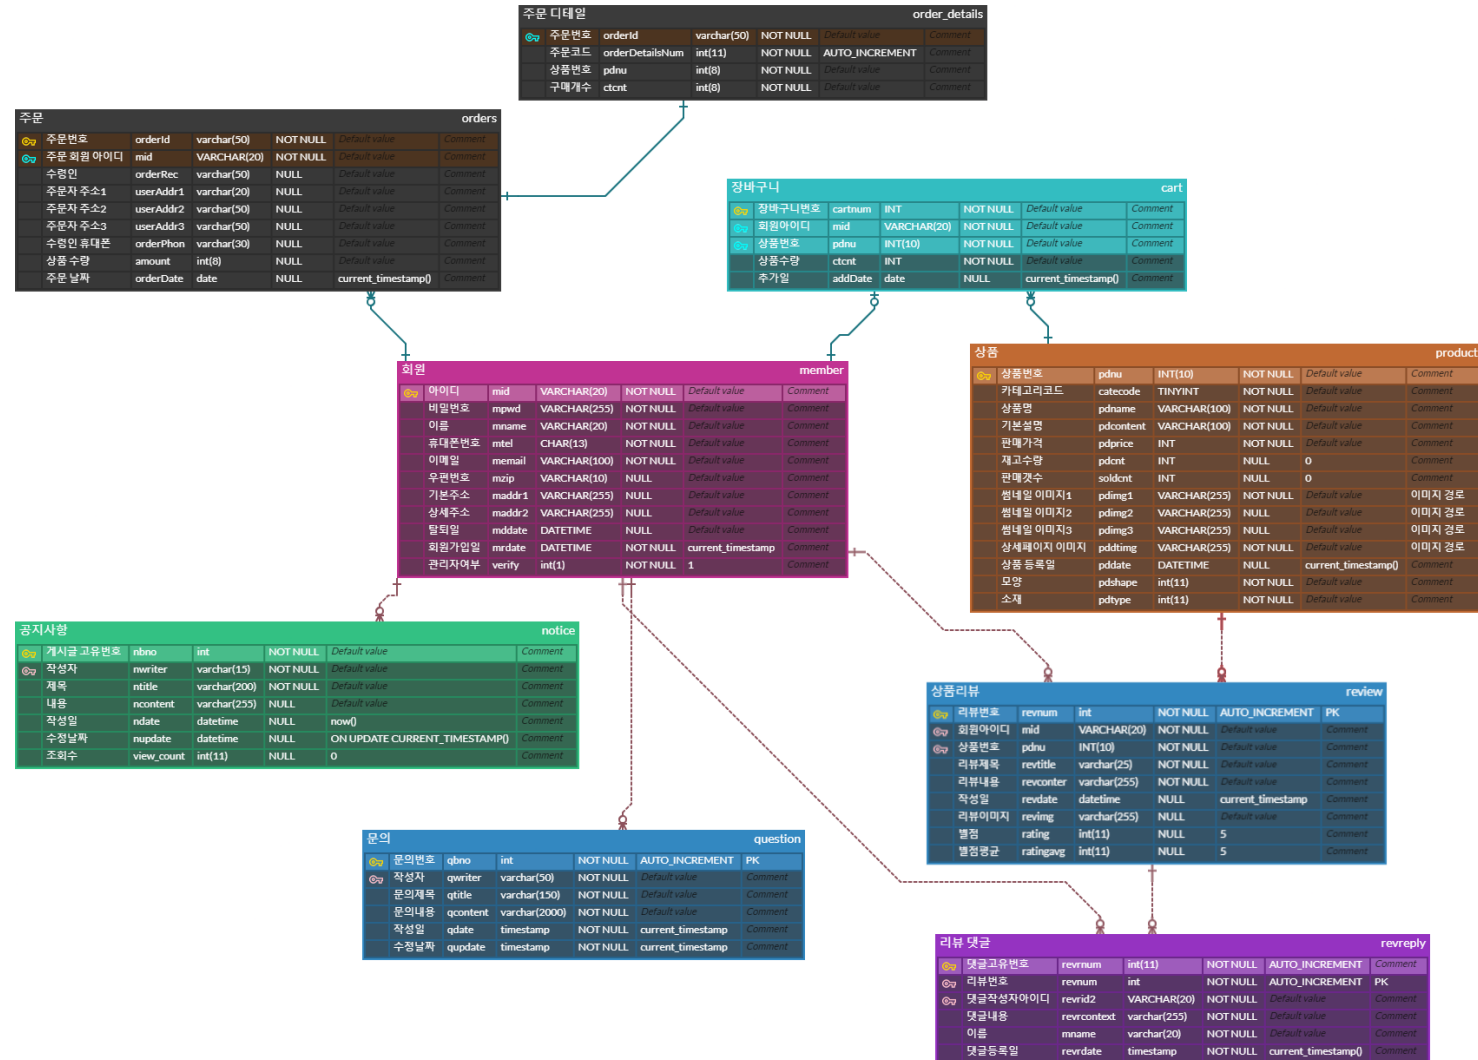 주문 디테일 order_details
주문번호 orderId varchar(50) NOT NULL Default value Comment
주문코드 orderDetailsNum int(11) NOT NULL AUTO_INCREMENT Comment
상품번호 pdnu int(8) NOT NULL Default value Comment
구매개수 ctcnt int(8) NOT NULL Default value Comment
주문 orders
주문번호 orderId varchar(50) NOT NULL Default value Comment
주문 회원 아이디 mid VARCHAR(20) NOT NULL Default value Comment
수령인 orderRec varchar(50) NULL Default value Comment
주문자 주소1 userAddr1 varchar(20) NULL Default value Comment
주문자 주소2 userAddr2 varchar(50) NULL Default value Comment
주문자 주소3 userAddr3 varchar(50) NULL Default value Comment
수령인 휴대폰 orderPhon varchar(30) NULL Default value Comment
상품 수량 amount int(8) NULL Default value Comment
주문 날짜 orderDate date NULL current_timestamp() Comment
장바구니 cart
장바구니번호 cartnum INT NOT NULL Default value Comment
회원아이디 mid VARCHAR(20) NOT NULL Default value Comment
상품번호 pdnu INT(10) NOT NULL Default value Comment
상품수량 ctcnt INT NOT NULL Default value Comment
추가일 addDate date NULL current_timestamp() Comment
회원 member
아이디 mid VARCHAR(20) NOT NULL Default value Comment
비밀번호 mpwd VARCHAR(255) NOT NULL Default value Comment
이름 mname VARCHAR(20) NOT NULL Default value Comment
휴대폰번호 mtel CHAR(13) NOT NULL Default value Comment
이메일 memail VARCHAR(100) NOT NULL Default value Comment
우편번호 mzip VARCHAR(10) NULL Default value Comment
기본주소 maddr1 VARCHAR(255) NULL Default value Comment
상세주소 maddr2 VARCHAR(255) NULL Default value Comment
탈퇴일 mddate DATETIME NULL Default value Comment
회원가입일 mrdate DATETIME NOT NULL current_timestamp Comment
관리자여부 verify int(1) NOT NULL 1 Comment
상품 product
상품번호 pdnu INT(10) NOT NULL Default value Comment
카테고리코드 catecode TINYINT NOT NULL Default value Comment
상품명 pdname VARCHAR(100) NOT NULL Default value Comment
기본설명 pdcontent VARCHAR(100) NOT NULL Default value Comment
판매가격 pdprice INT NOT NULL Default value Comment
재고수량 pdcnt INT NULL 0 Comment
판매갯수 soldcnt INT NULL 0 Comment
썸네일 이미지1 pdimg1 VARCHAR(255) NOT NULL Default value 이미지 경로
썸네일 이미지2 pdimg2 VARCHAR(255) NULL Default value 이미지 경로
썸네일 이미지3 pdimg3 VARCHAR(255) NULL Default value 이미지 경로
상세페이지 이미지 pddtimg VARCHAR(255) NOT NULL Default value 이미지 경로
상품 등록일 pddate DATETIME NULL current_timestamp() Comment
모양 pdshape int(11) NOT NULL Default value Comment
소재 pdtype int(11) NOT NULL Default value Comment
공지사항 notice
게시글 고유번호 nbno int NOT NULL Default value Comment
작성자 nwriter varchar(15) NOT NULL Default value Comment
제목 ntitle varchar(200) NOT NULL Default value Comment
내용 ncontent varchar(255) NULL Default value Comment
작성일 ndate datetime NULL now() Comment
수정날짜 nupdate datetime NULL ON UPDATE CURRENT_TIMESTAMP() Comment
조회수 view_count int(11) NULL 0 Comment
상품리뷰 review
리뷰번호 revnum int NOT NULL AUTO_INCREMENT PK
회원아이디 mid VARCHAR(20) NOT NULL Default value Comment
상품번호 pdnu INT(10) NOT NULL Default value Comment
리뷰제목 revtitle varchar(25) NOT NULL Default value Comment
리뷰내용 revconter varchar(255) NOT NULL Default value Comment
작성일 revdate datetime NULL current_timestamp Comment
리뷰이미지 revimg varchar(255) NULL Default value Comment
별점 rating int(11) NULL 5 Comment
별점평균 ratingavg int(11) NULL 5 Comment
문의 question
문의번호 qbno int NOT NULL AUTO_INCREMENT PK
작성자 qwriter varchar(50) NOT NULL Default value Comment
문의제목 qtitle varchar(150) NOT NULL Default value Comment
문의내용 qcontent varchar(2000) NOT NULL Default value Comment
작성일 qdate timestamp NOT NULL current_timestamp Comment
수정날짜 qupdate timestamp NOT NULL current_timestamp Comment
리뷰 댓글 revreply
댓글고유번호 revrnum int(11) NOT NULL AUTO_INCREMENT Comment
리뷰번호 revnum int NOT NULL AUTO_INCREMENT PK
댓글작성자아이디 revrid2 VARCHAR(20) NOT NULL Default value Comment
댓글내용 revrcontext varchar(255) NOT NULL Default value Comment
이름 mname varchar(20) NOT NULL Default value Comment
댓글등록일 revrdate timestamp NOT NULL current_timestamp() Comment